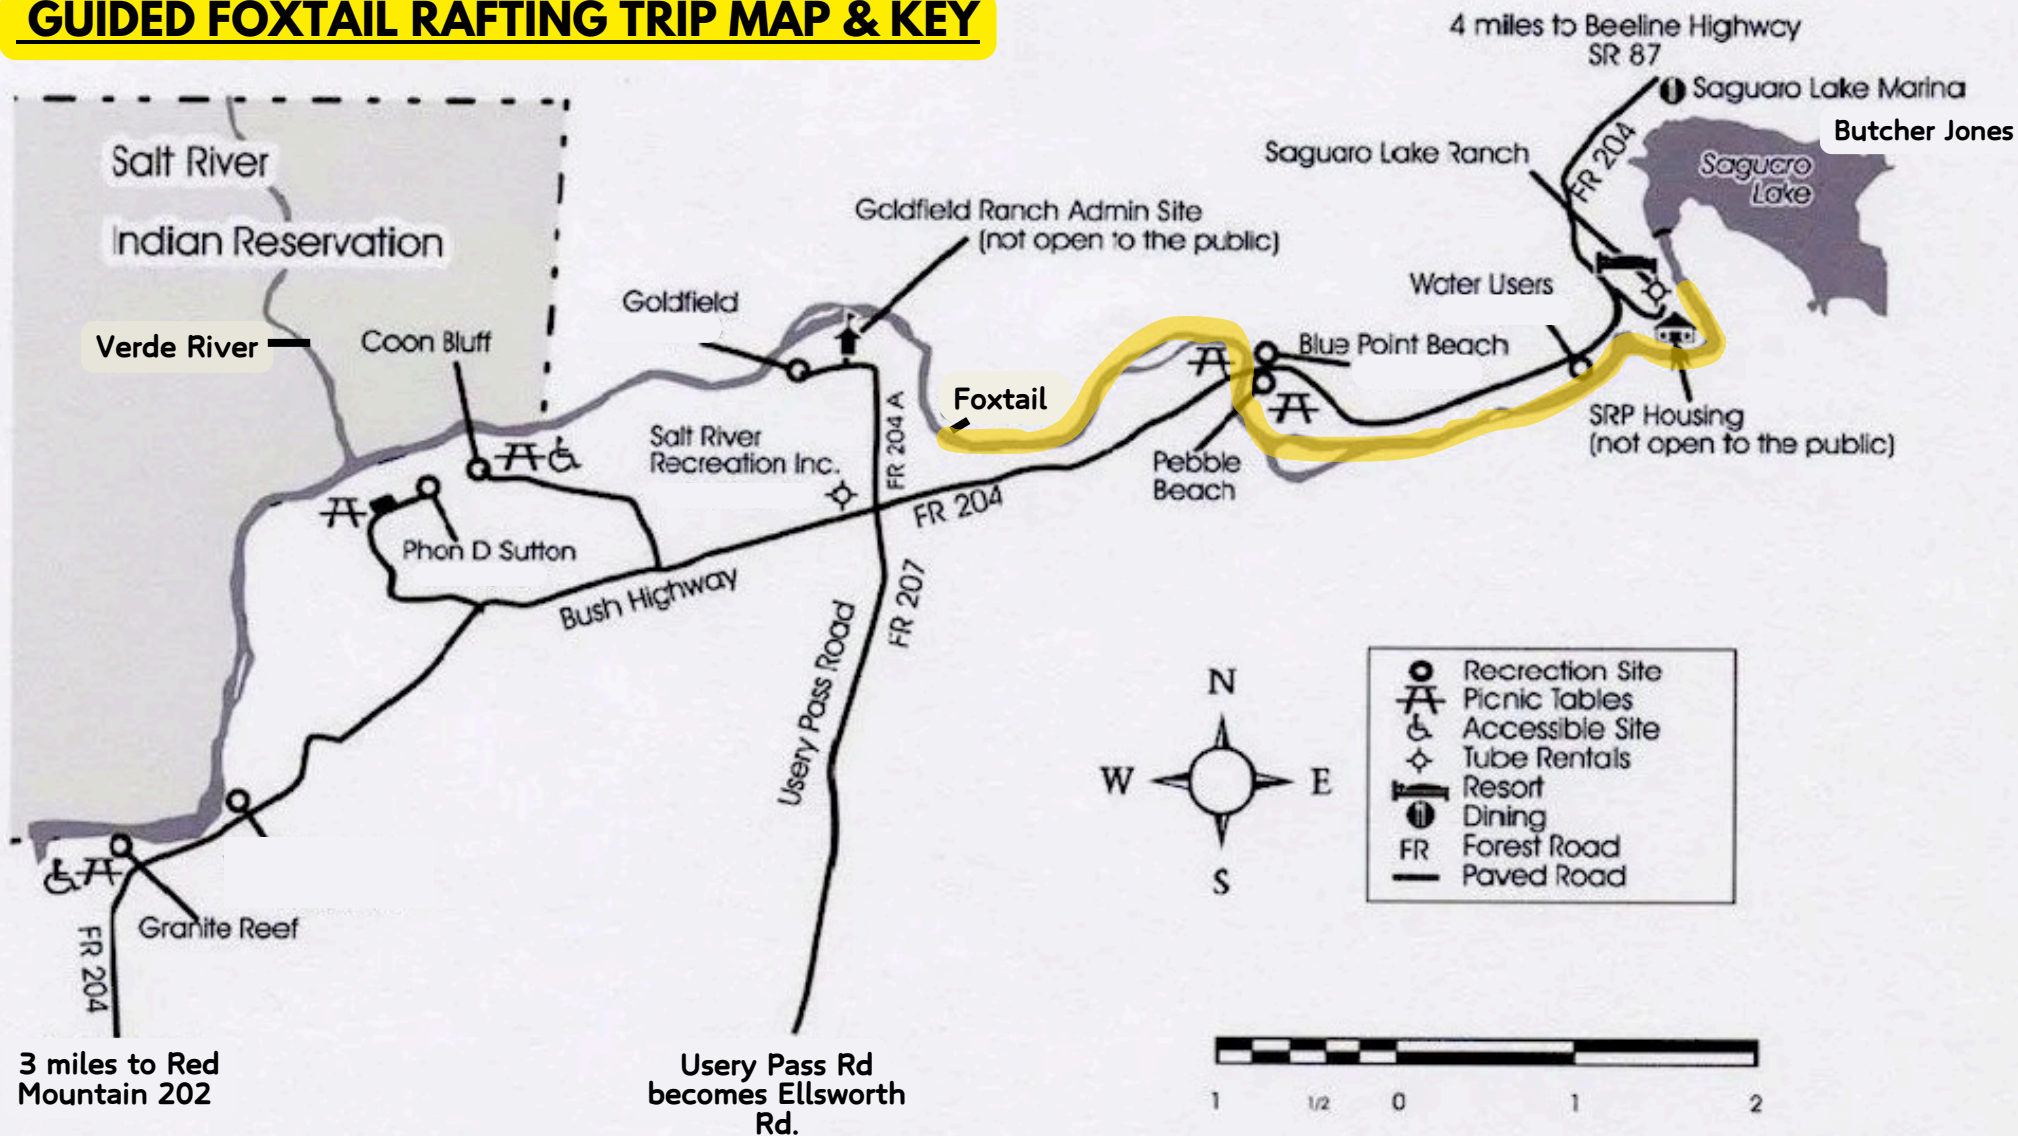 GUIDED FOXTAIL RAFTING TRIP MAP & KEY
4 miles to Beeline Highway
SR 87
Saguaro Lake Marina
Butcher Jones
FR 204
Saguaro Lake Ranch
Saguaro
Lake
Salt River
Indian Reservation
Goldfield Ranch Admin Site
(not open to the public)
Goldfield
Water Users
Verde River
Coon Bluff
Blue Point Beach
Foxtail
SRP Housing
(not open to the public)
Salt River
Recreation Inc.
FR 204 A
Pebble
Beach
FR 204
Phon D Sutton
Bush Highway
Usery Pass Road
FR 207
N
W
E
S
Recrection Site
Picnic Tables
Accessible Site
Tube Rentals
Resort
Dining
FR Forest Road
Paved Road
Granite Reef
FR 204
3 miles to Red
Mountain 202
Usery Pass Rd
becomes Ellsworth
Rd.
1 1/2 0 1 2